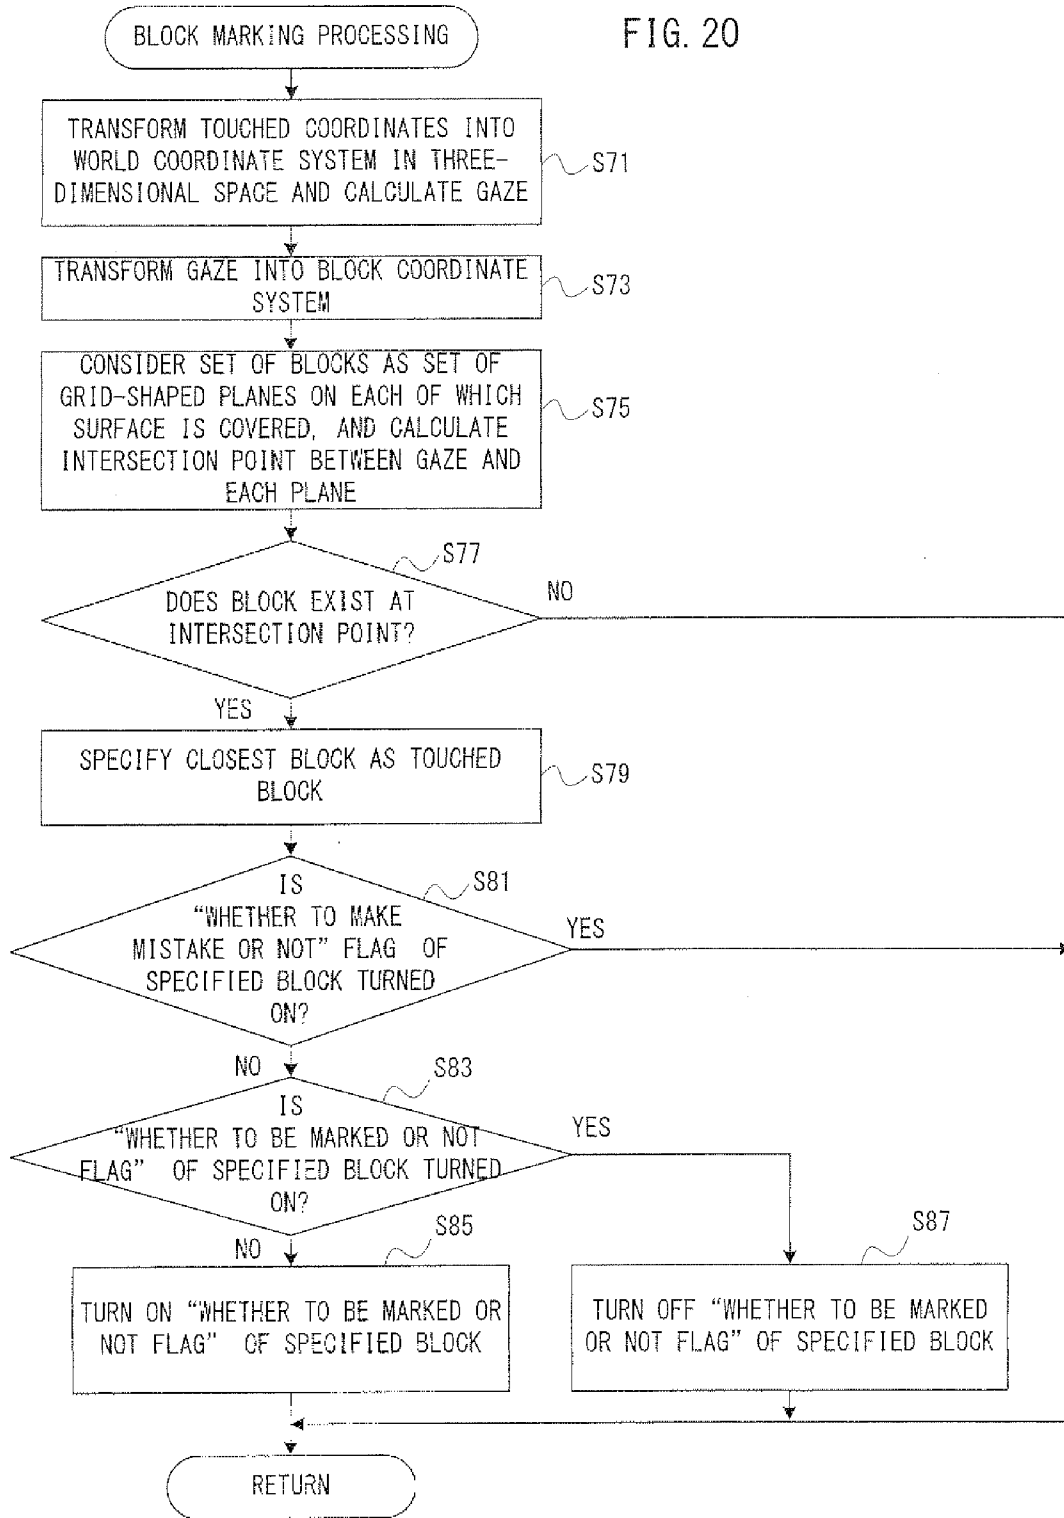 BLOCK MARKING PROCESSING
FIG. 20
TRANSFORM TOUCHED COORDINATES INTO
WORLD COORDINATE SYSTEM IN THREE-
DIMENSIONAL SPACE AND CALCULATE GAZE
S71
TRANSFORM GAZE INTO BLOCK COORDINATE
SYSTEM
S73
CONSIDER SET OF BLOCKS AS SET OF
GRID-SHAPED PLANES ON EACH OF WHICH
SURFACE IS COVERED, AND CALCULATE
INTERSECTION POINT BETWEEN GAZE AND
EACH PLANE
S75
S77
DOES BLOCK EXIST AT
INTERSECTION POINT?
NO
YES
SPECIFY CLOSEST BLOCK AS TOUCHED
BLOCK
S79
S81
IS
“WHETHER TO MAKE
MISTAKE OR NOT” FLAG OF
SPECIFIED BLOCK TURNED
ON?
YES
NO
S83
IS
“WHETHER TO BE MARKED OR NOT
FLAG” OF SPECIFIED BLOCK TURNED
ON?
YES
NO
S85
TURN ON “WHETHER TO BE MARKED OR
NOT FLAG” OF SPECIFIED BLOCK
S87
TURN OFF “WHETHER TO BE MARKED
OR NOT FLAG” OF SPECIFIED BLOCK
RETURN